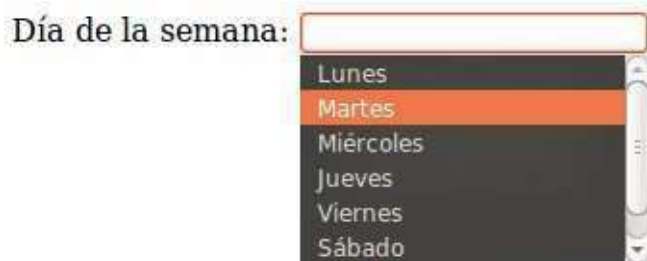 Día de la semana:
Lunes
Martes
Miércoles
Jueves
Viernes
Sábado